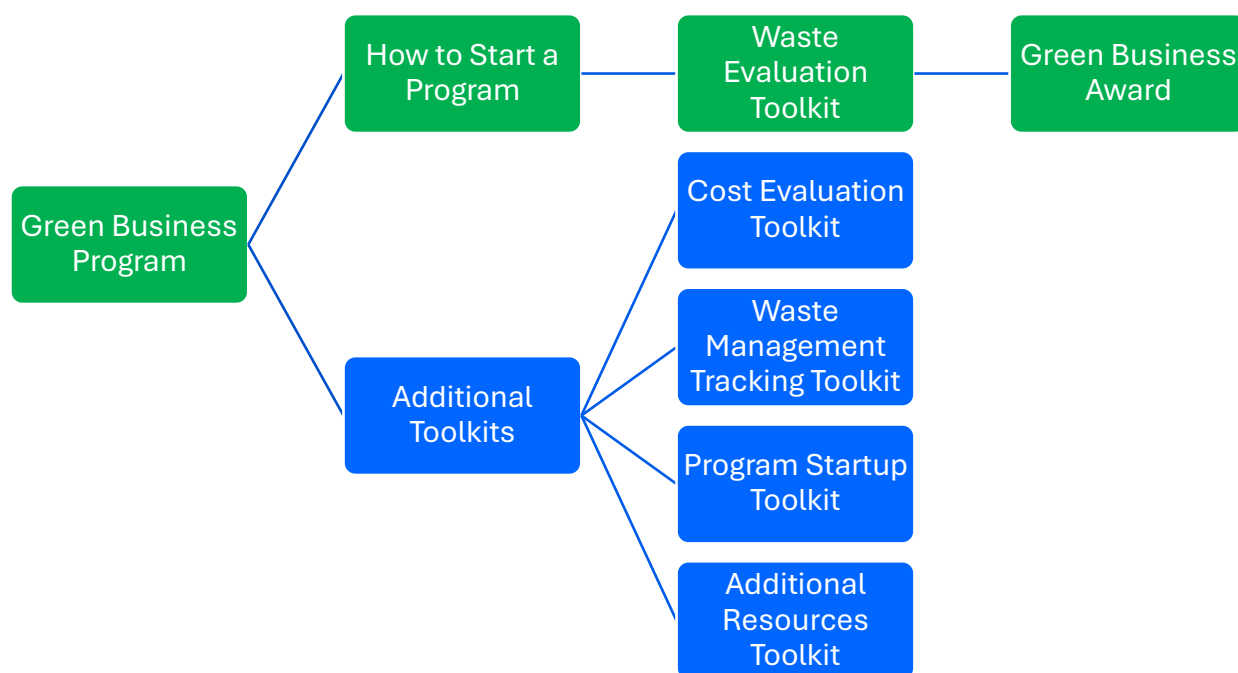 How to Start a
Program
Waste
Evaluation
Toolkit
Green Business
Award
Green Business
Program
Cost Evaluation
Toolkit
Waste
Management
Tracking Toolkit
Additional
Toolkits
Program Startup
Toolkit
Additional
Resources
Toolkit